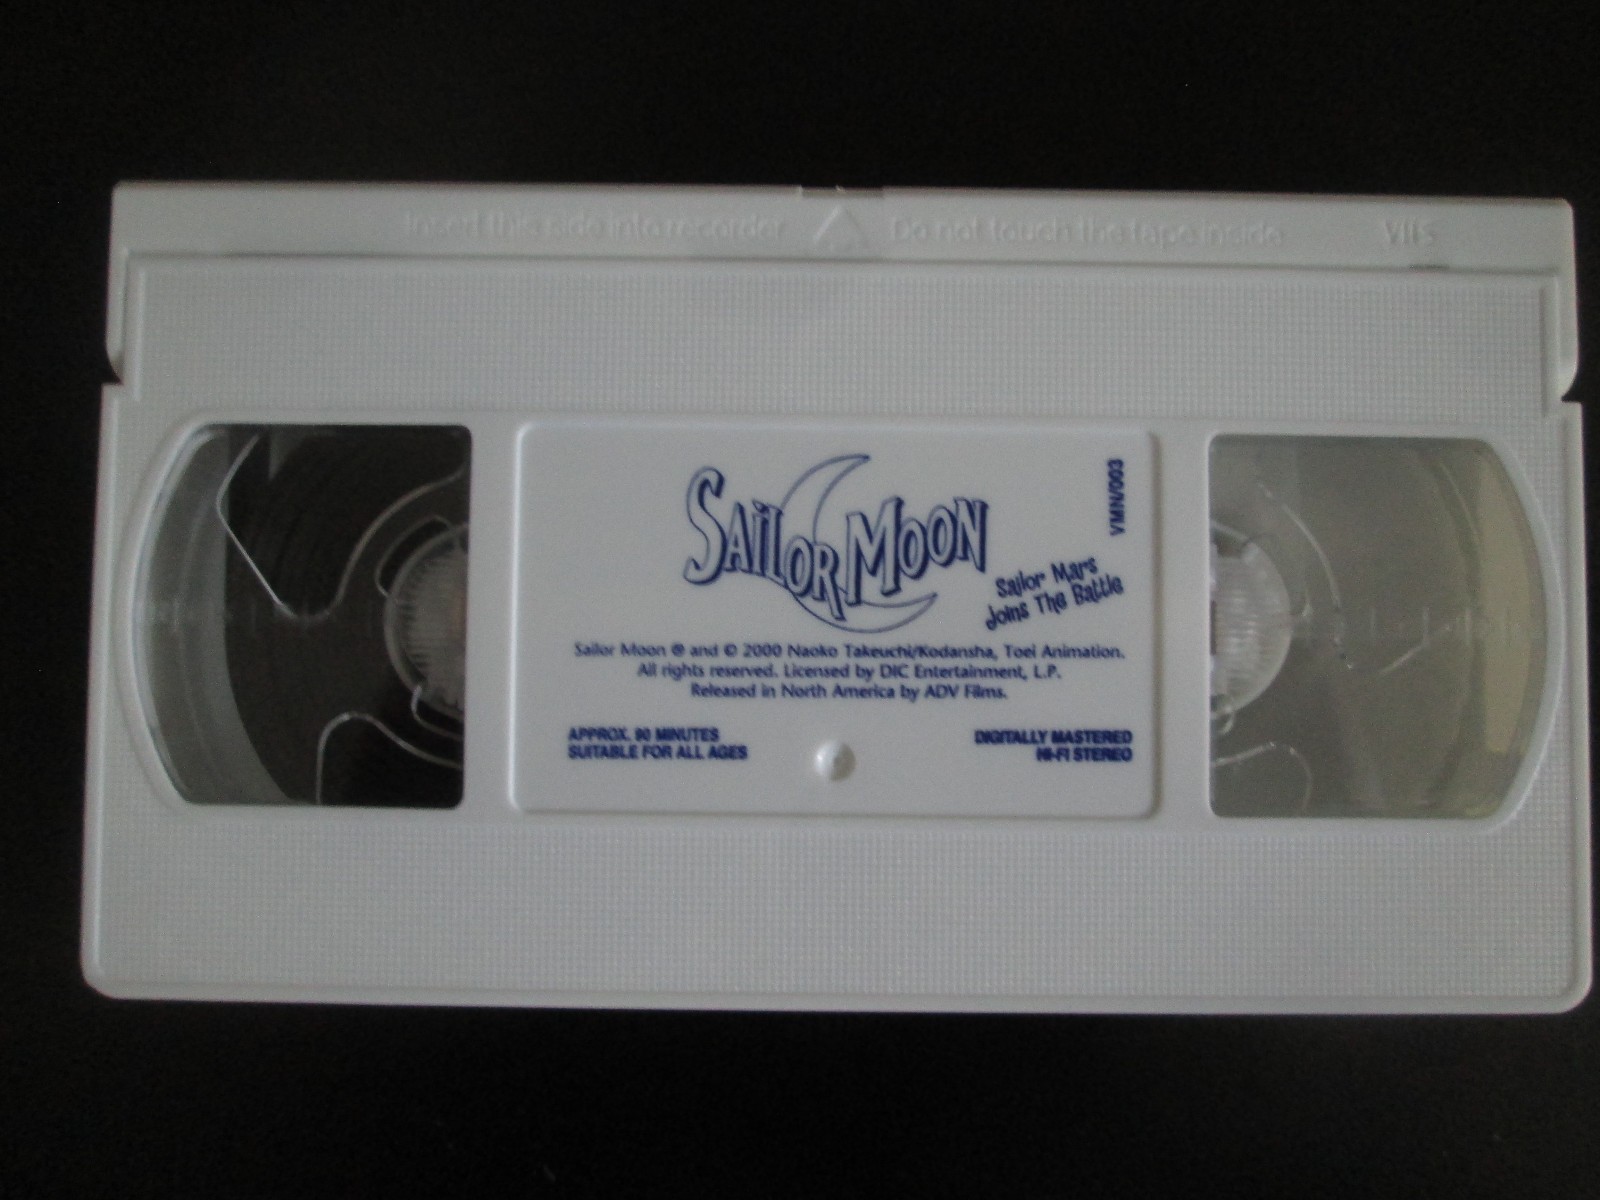 Insert this side into recorder Do not touch the tape inside VHS
SAILOR MOON
VMN/003
Sailor Mars
Joins The Battle
Sailor Moon ® and © 2000 Naoko Takeuchi/Kodansha, Toei Animation.
All rights reserved. Licensed by DIC Entertainment, L.P.
Released in North America by ADV Films.
APPROX. 90 MINUTES
SUITABLE FOR ALL AGES
DIGITALLY MASTERED
HI-FI STEREO